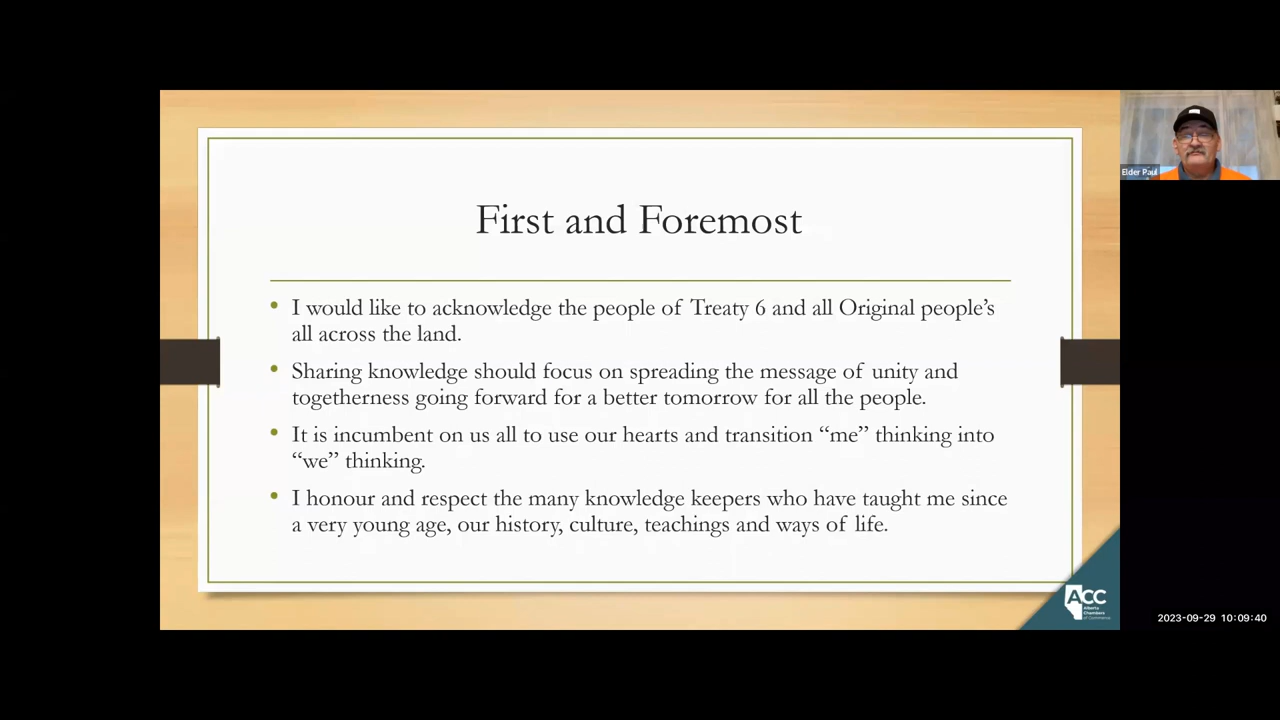 First and Foremost
• I would like to acknowledge the people of Treaty 6 and all Original people’s
all across the land.
• Sharing knowledge should focus on spreading the message of unity and
togetherness going forward for a better tomorrow for all the people.
• It is incumbent on us all to use our hearts and transition “me” thinking into
“we” thinking.
• I honour and respect the many knowledge keepers who have taught me since
a very young age, our history, culture, teachings and ways of life.
Elder Paul
ACC
Alberta
Chambers
of Commerce
2023-09-29 10:09:40